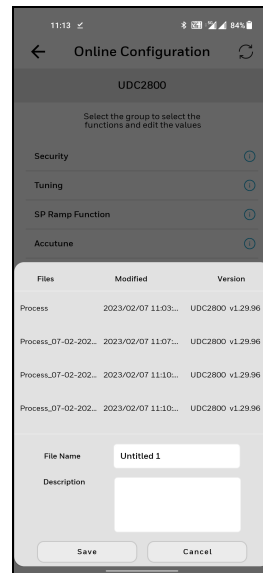 11:13
84%
Online Configuration
UDC2800
Select the group to select the
functions and edit the values
Security
Tuning
SP Ramp Function
Accutune
Files Modified Version
Process 2023/02/07 11:03:... UDC2800 v1.29.96
Process_07-02-202... 2023/02/07 11:07:... UDC2800 v1.29.96
Process_07-02-202... 2023/02/07 11:10:... UDC2800 v1.29.96
Process_07-02-202... 2023/02/07 11:10:... UDC2800 v1.29.96
File Name Untitled 1
Description
Save Cancel